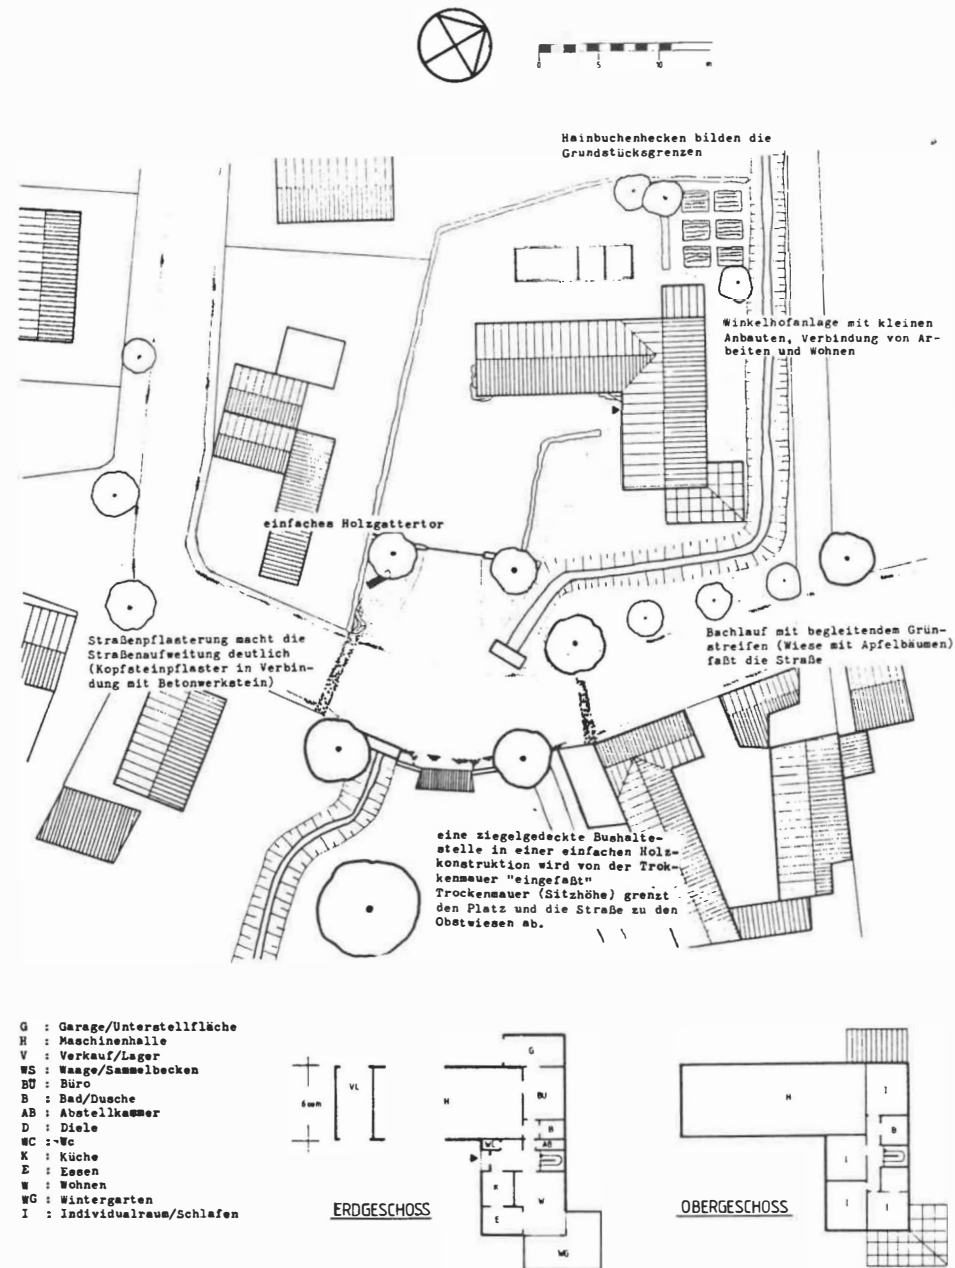 0 5 10 m
Hainbuchenhecken bilden die
Grundstücksgrenzen
Winkelhofanlage mit kleinen
Anbauten, Verbindung von Ar-
beiten und Wohnen
einfaches Holzgattertor
Straßenpflasterung macht die
Straßenaufweitung deutlich
(Kopfsteinpflaster in Verbin-
dung mit Betonwerkstein)
Bachlauf mit begleitendem Grün-
streifen (Wiese mit Apfelbäumen)
faßt die Straße
eine ziegelgedeckte Bushalte-
stelle in einer einfachen Holz-
konstruktion wird von der Trok-
kenmauer "eingefaßt"
Trockenmauer (Sitzhöhe) grenzt
den Platz und die Straße zu den
Obstwiesen ab.
G : Garage/Unterstellfläche
H : Maschinenhalle
V : Verkauf/Lager
WS : Waage/Sammelbecken
BÜ : Büro
B : Bad/Dusche
AB : Abstellkammer
D : Diele
WC : Wc
K : Küche
E : Essen
W : Wohnen
WG : Wintergarten
I : Individualraum/Schlafen
VL
H
G
BU
B
WC
AB
K
W
E
WG
ERDGESCHOSS
H
I
B
I
I
I
OBERGESCHOSS